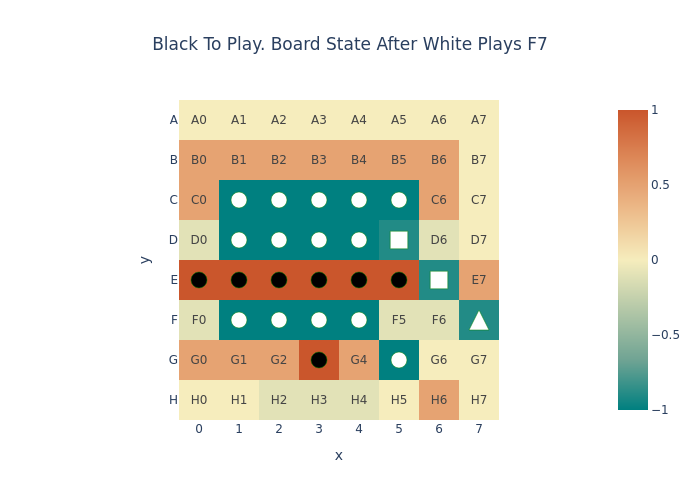 Black To Play. Board State After White Plays F7
A A0 A1 A2 A3 A4 A5 A6 A7
B B0 B1 B2 B3 B4 B5 B6 B7
C C0 C6 C7
D D0 D6 D7
E E7
F F0 F5 F6
G G0 G1 G2 G4 G6 G7
H H0 H1 H2 H3 H4 H5 H6 H7
0 1 2 3 4 5 6 7
x
y
1
0.5
0
−0.5
−1